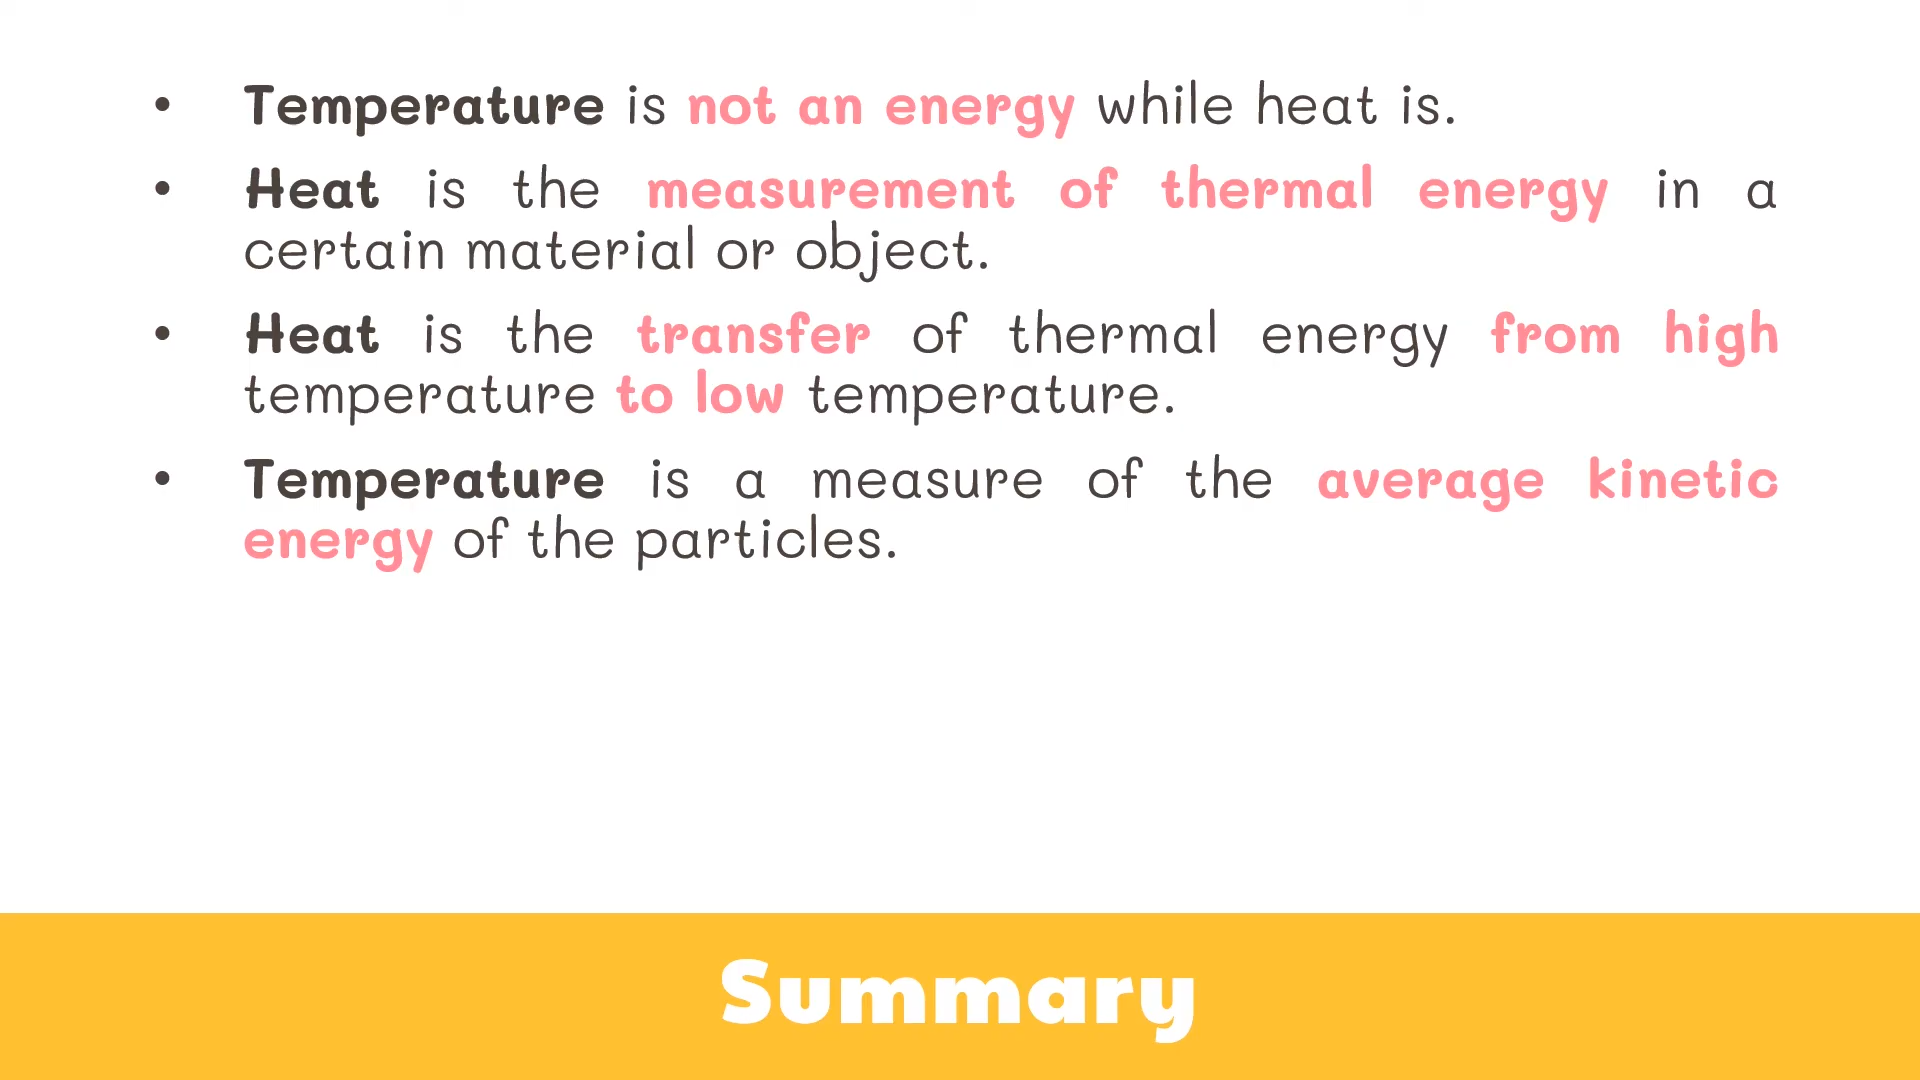 • Temperature is not an energy while heat is.
• Heat is the measurement of thermal energy in a
certain material or object.
• Heat is the transfer of thermal energy from high
temperature to low temperature.
• Temperature is a measure of the average kinetic
energy of the particles.
Summary